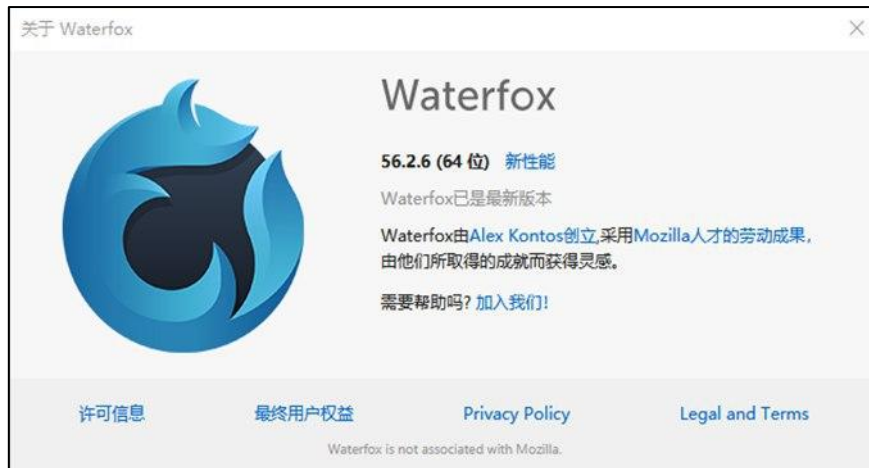 关于 Waterfox
Waterfox
56.2.6 (64 位) 新性能
Waterfox已是最新版本
Waterfox由Alex Kontos创立,采用Mozilla人才的劳动成果，
由他们所取得的成就而获得灵感。
需要帮助吗? 加入我们!
许可信息 最终用户权益 Privacy Policy Legal and Terms
Waterfox is not associated with Mozilla.